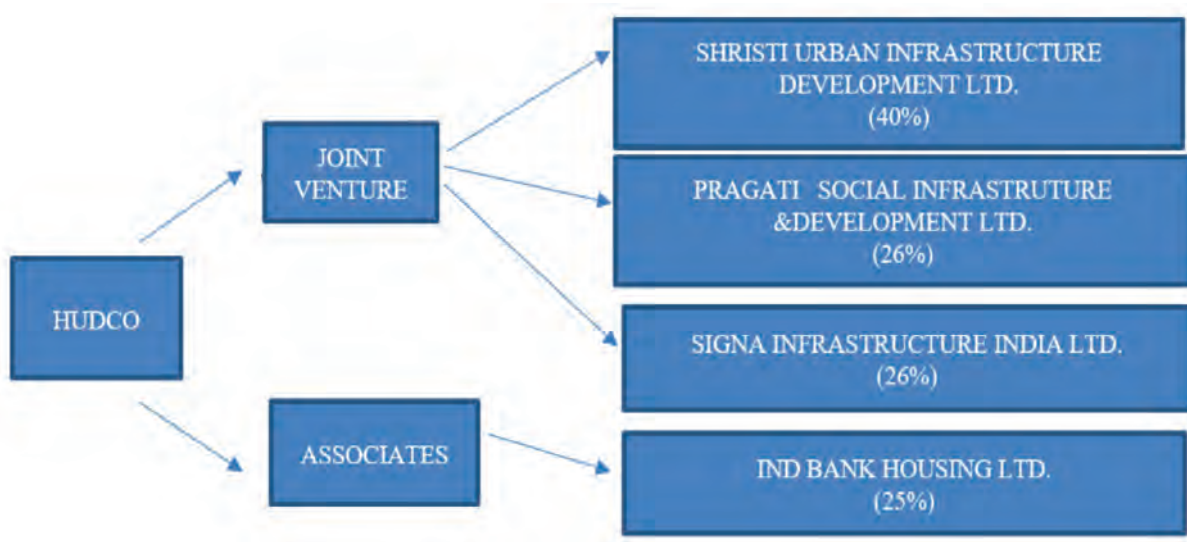 SHRISTI URBAN INFRASTRUCTURE
DEVELOPMENT LTD.
(40%)
JOINT
VENTURE
PRAGATI SOCIAL INFRASTRUTURE
&DEVELOPMENT LTD.
(26%)
HUDCO
SIGNA INFRASTRUCTURE INDIA LTD.
(26%)
ASSOCIATES
IND BANK HOUSING LTD.
(25%)